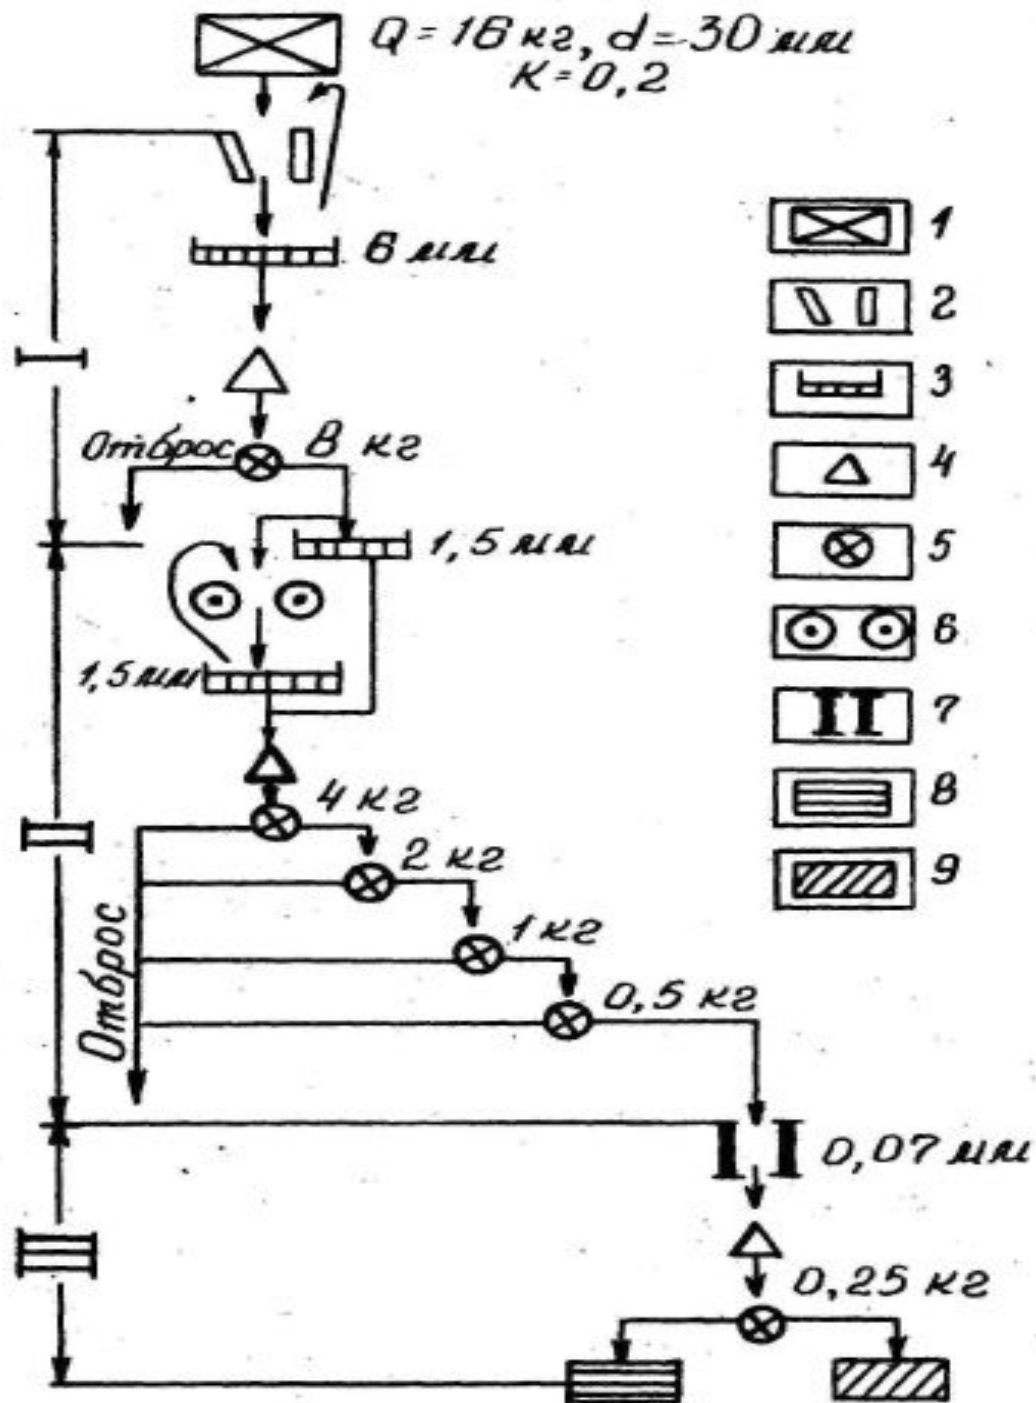 Q = 16 кг, d = 30 мм
K = 0,2
6 мм
Отброс
8 кг
1,5 мм
1,5 мм
4 кг
2 кг
1 кг
0,5 кг
Отброс
0,07 мм
0,25 кг
I
II
III
1
2
3
4
5
6
7
8
9